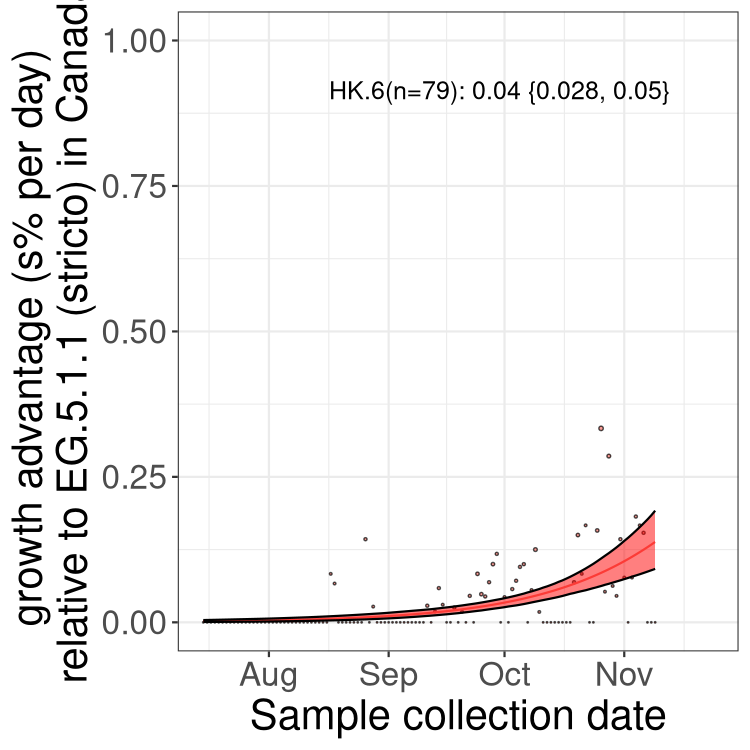 growth advantage (s% per day)
relative to EG.5.1.1 (stricto) in Canada
1.00
0.75
0.50
0.25
0.00
HK.6(n=79): 0.04 {0.028, 0.05}
Aug Sep Oct Nov
Sample collection date